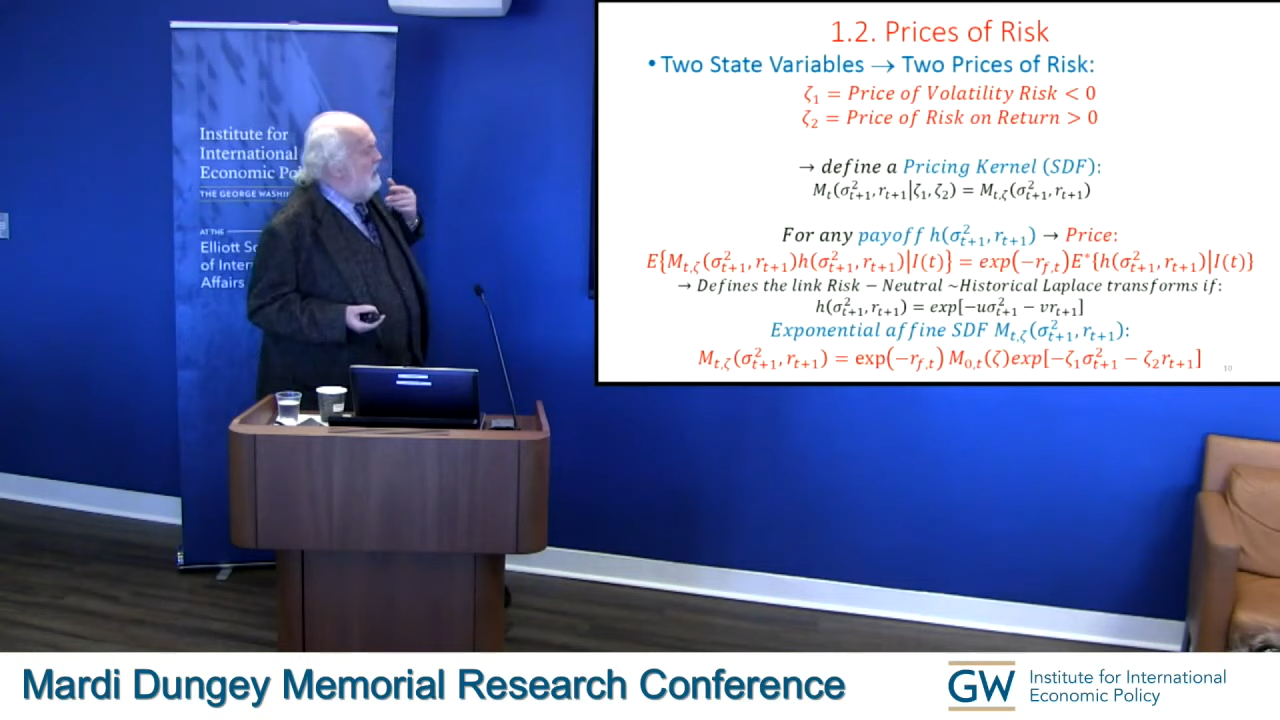 1.2. Prices of Risk
• Two State Variables → Two Prices of Risk:
ζ₁ = Price of Volatility Risk < 0
ζ₂ = Price of Risk on Return > 0
→ define a Pricing Kernel (SDF):
Mₜ(σ²ₜ₊₁, rₜ₊₁|ζ₁, ζ₂) = Mₜ,ζ(σ²ₜ₊₁, rₜ₊₁)
For any payoff h(σ²ₜ₊₁, rₜ₊₁) → Price:
E{Mₜ,ζ(σ²ₜ₊₁, rₜ₊₁)h(σ²ₜ₊₁, rₜ₊₁)|I(t)} = exp(−r_f,ₜ)E*{h(σ²ₜ₊₁, rₜ₊₁)|I(t)}
→ Defines the link Risk − Neutral ~Historical Laplace transforms if:
h(σ²ₜ₊₁, rₜ₊₁) = exp[−uσ²ₜ₊₁ − vrₜ₊₁]
Exponential affine SDF Mₜ,ζ(σ²ₜ₊₁, rₜ₊₁):
Mₜ,ζ(σ²ₜ₊₁, rₜ₊₁) = exp(−r_f,ₜ) M₀,ₜ(ζ)exp[−ζ₁σ²ₜ₊₁ − ζ₂rₜ₊₁]
10
Institute for
International
Economic Pol
THE GEORGE WASHIN
AT THE
Elliott Sc
of Inter
Affairs
Mardi Dungey Memorial Research Conference
GW
Institute for International
Economic Policy